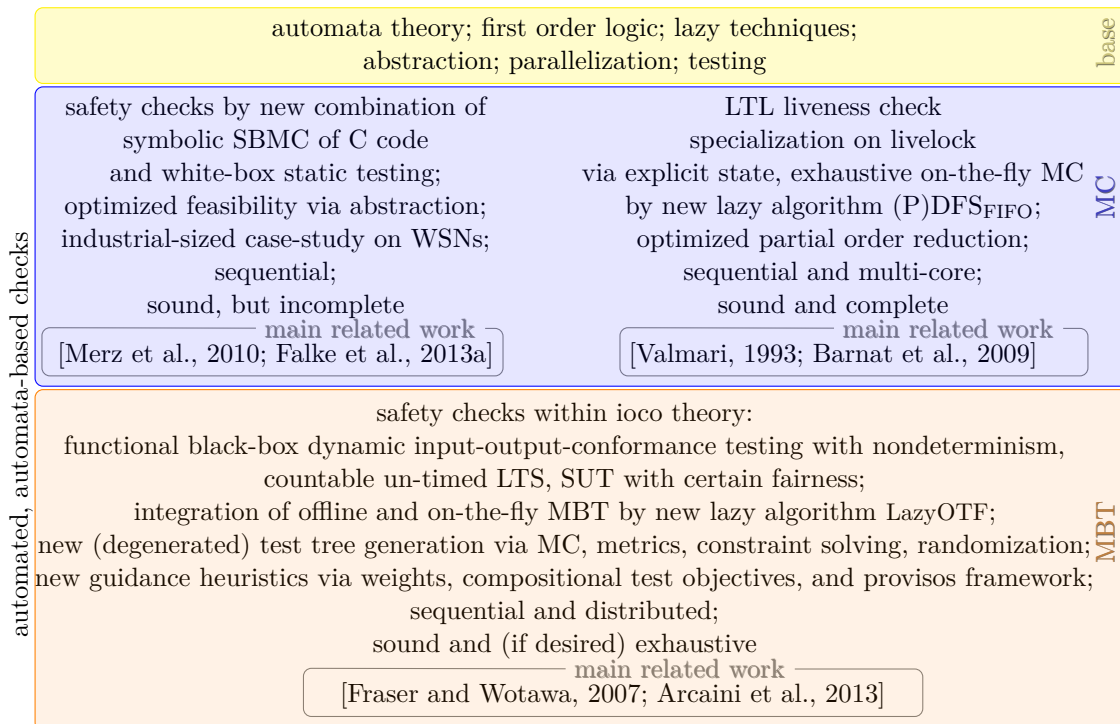 automata theory; first order logic; lazy techniques;
abstraction; parallelization; testing
base
safety checks by new combination of
symbolic SBMC of C code
and white-box static testing;
optimized feasibility via abstraction;
industrial-sized case-study on WSNs;
sequential;
sound, but incomplete
main related work
[Merz et al., 2010; Falke et al., 2013a]
LTL liveness check
specialization on livelock
via explicit state, exhaustive on-the-fly MC
by new lazy algorithm (P)DFS_FIFO;
optimized partial order reduction;
sequential and multi-core;
sound and complete
main related work
[Valmari, 1993; Barnat et al., 2009]
MC
safety checks within ioco theory:
functional black-box dynamic input-output-conformance testing with nondeterminism,
countable un-timed LTS, SUT with certain fairness;
integration of offline and on-the-fly MBT by new lazy algorithm LazyOTF;
new (degenerated) test tree generation via MC, metrics, constraint solving, randomization;
new guidance heuristics via weights, compositional test objectives, and provisos framework;
sequential and distributed;
sound and (if desired) exhaustive
main related work
[Fraser and Wotawa, 2007; Arcaini et al., 2013]
MBT
automated, automata-based checks